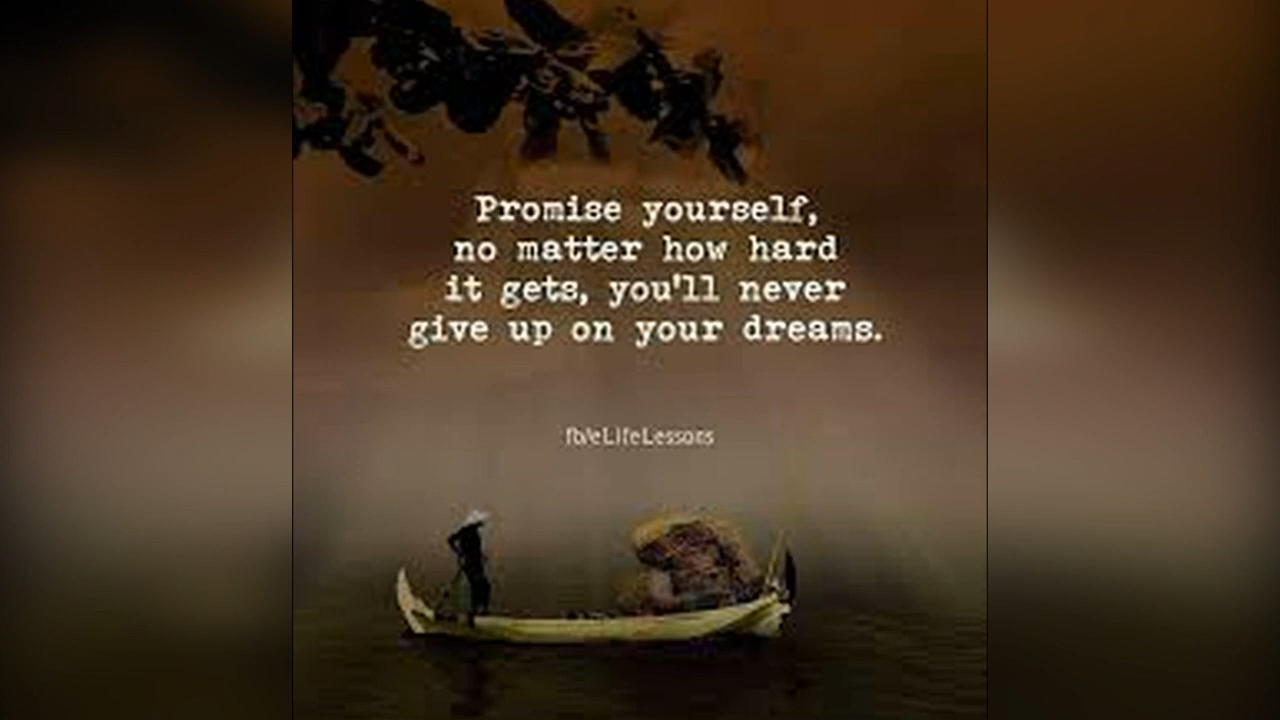 Promise yourself,
no matter how hard
it gets, you'll never
give up on your dreams.
fb/eLifeLessons